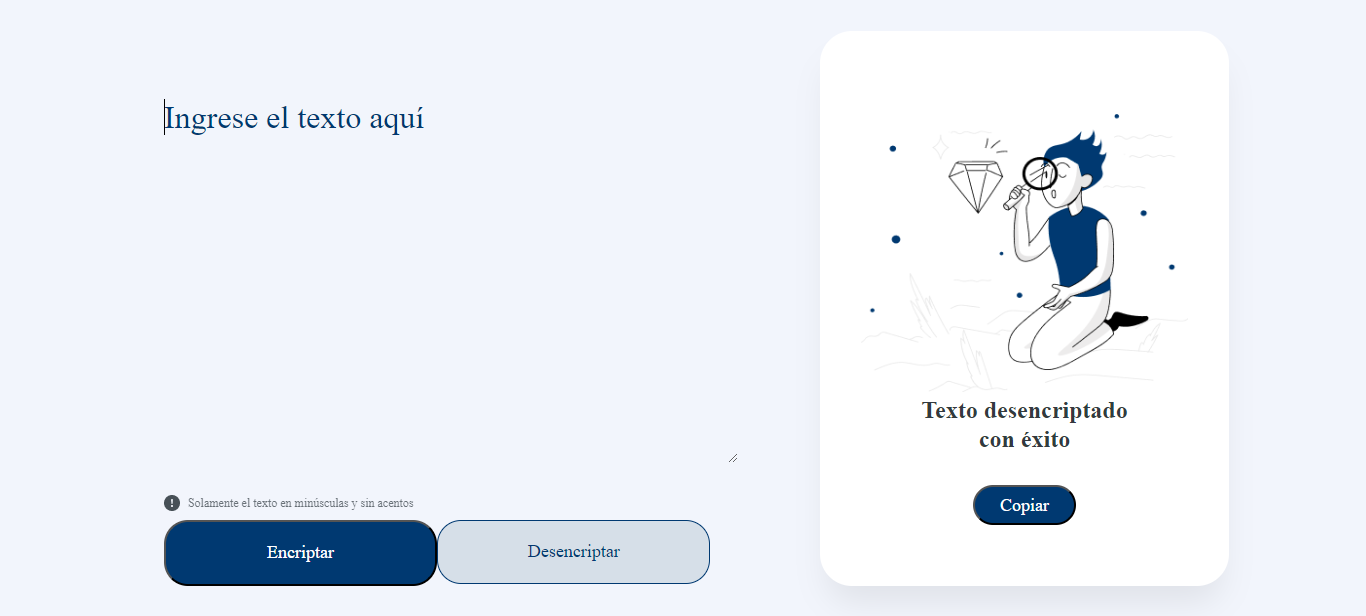 Ingrese el texto aquí
Solamente el texto en minúsculas y sin acentos
Encriptar
Desencriptar
Texto desencriptado
con éxito
Copiar